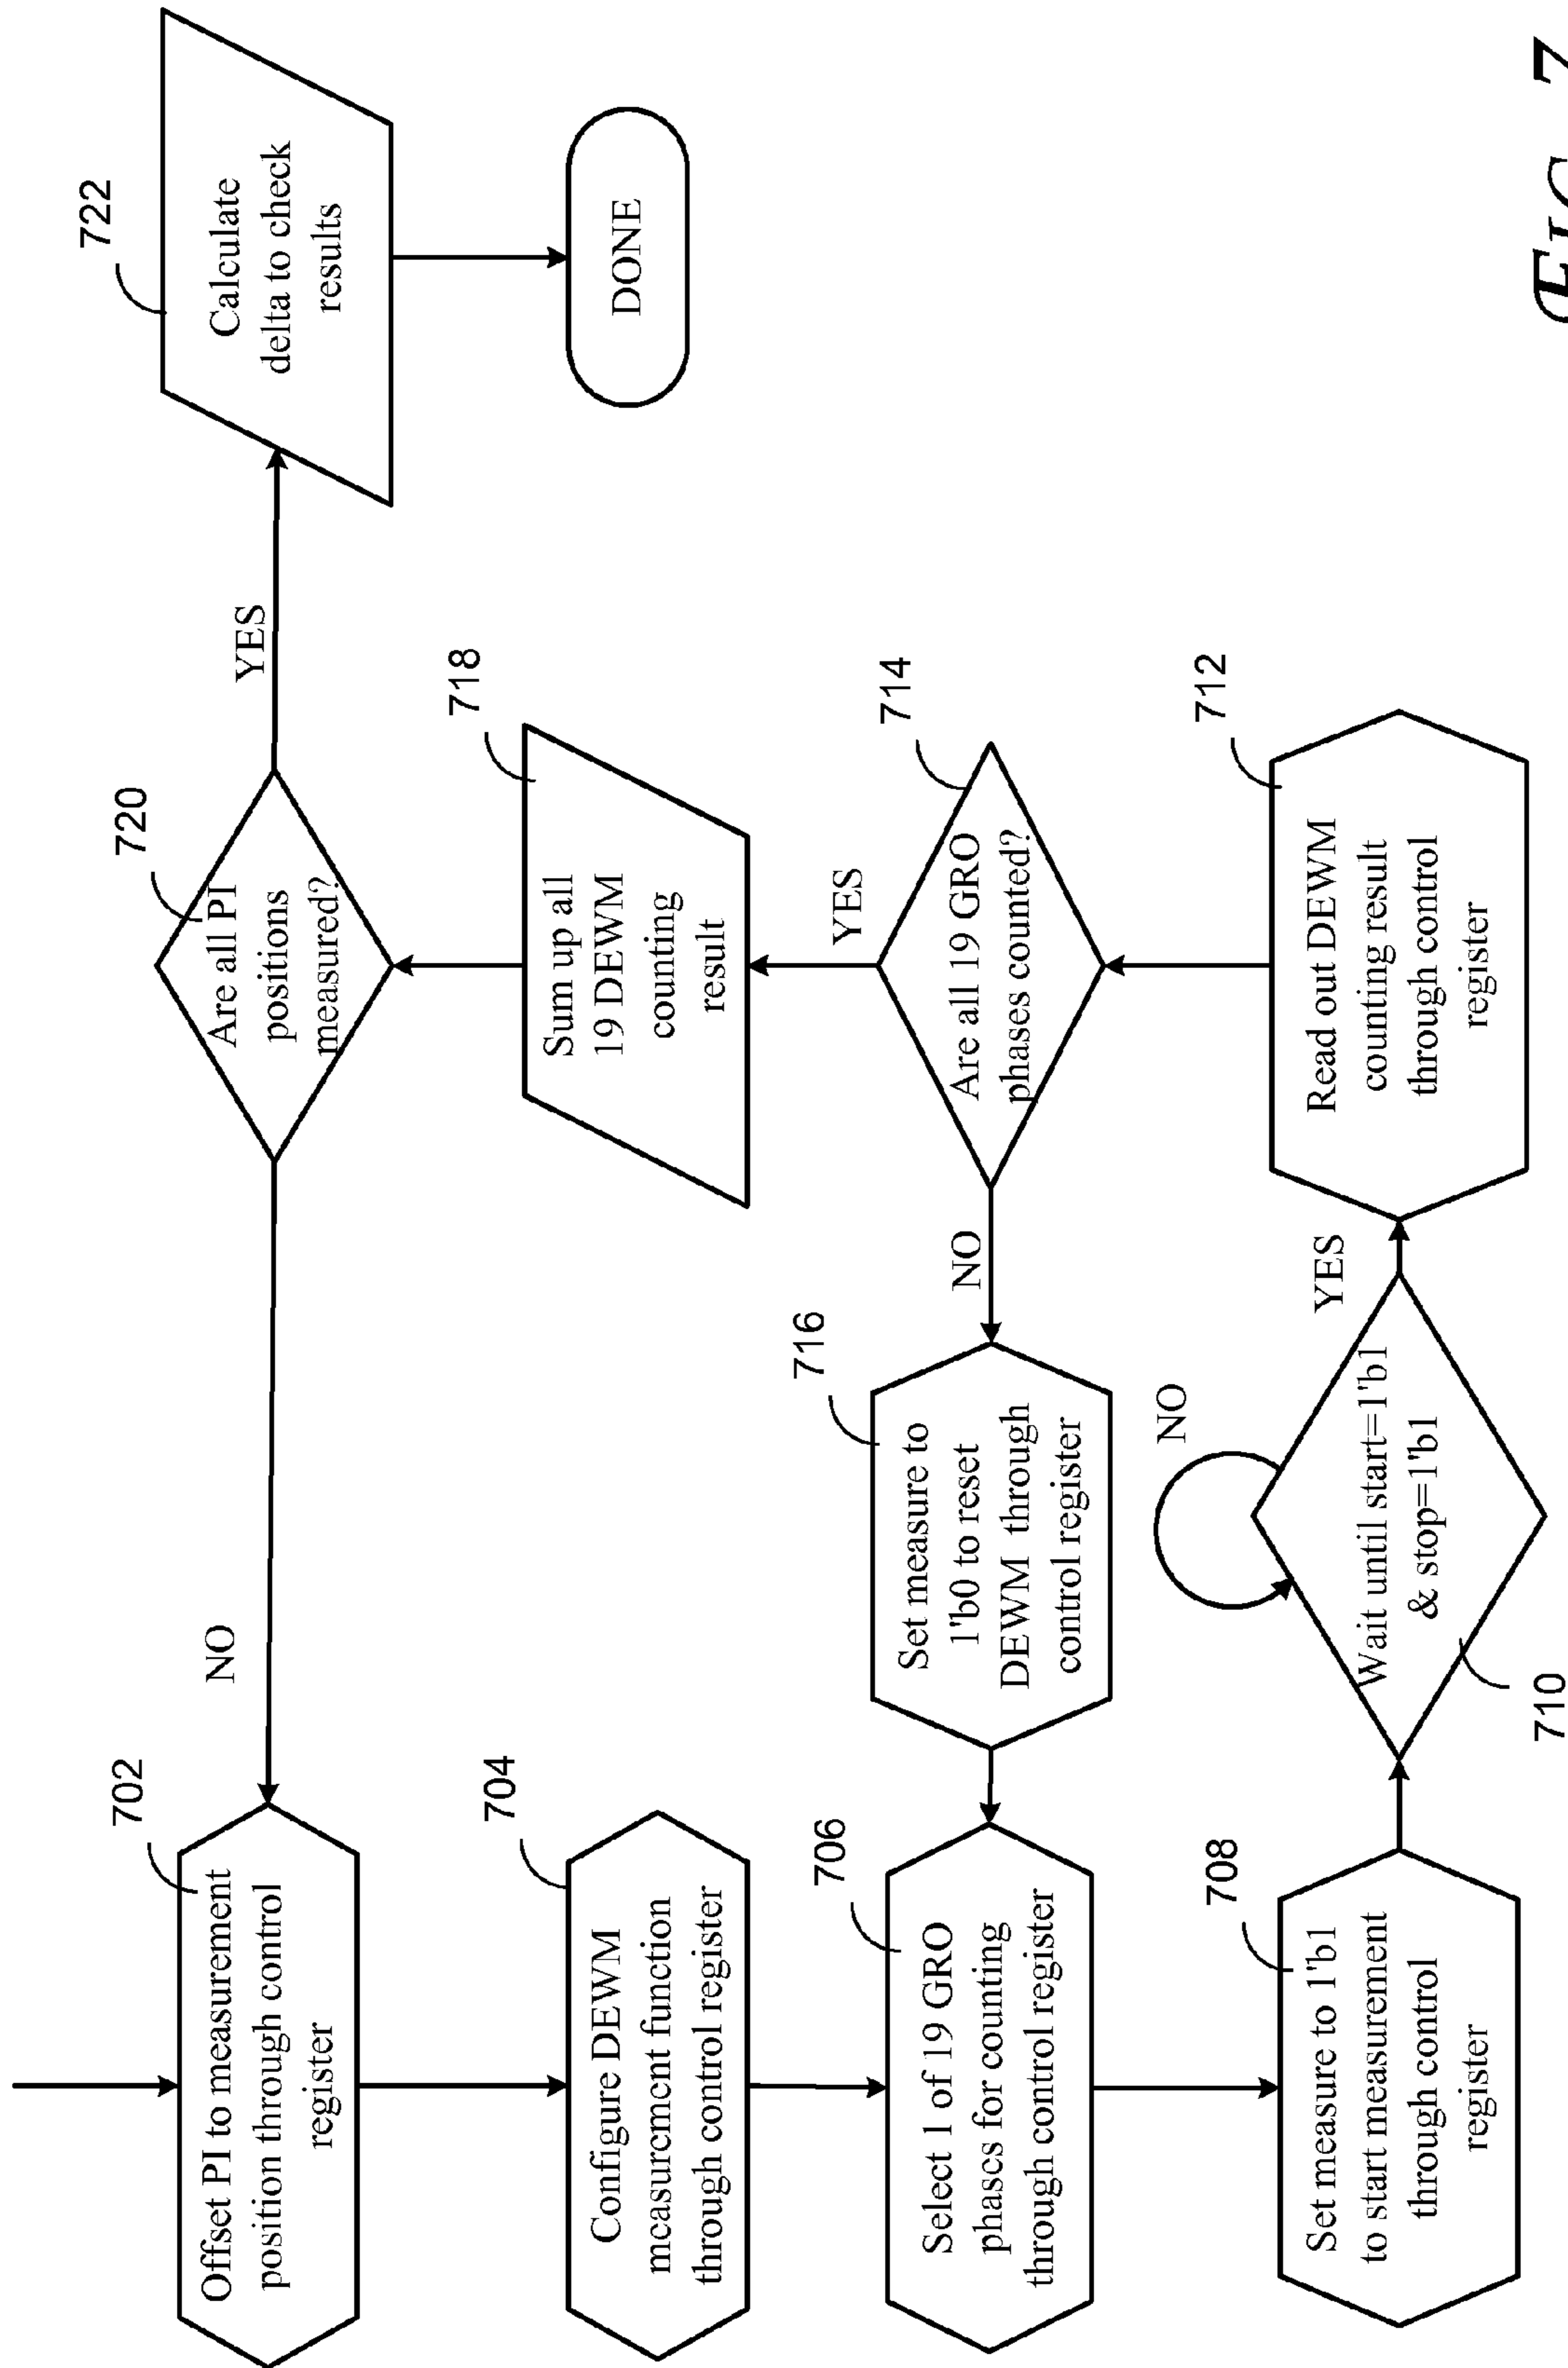 702
Offset PI to measurement
position through control
register
704
Configure DEWM
measurement function
through control register
706
Select 1 of 19 GRO
phases for counting
through control register
708
Set measure to 1'b1
to start measurement
through control
register
710
Wait until start=1'b1
& stop=1'b1
NO
YES
712
Read out DEWM
counting result
through control
register
714
Are all 19 GRO
phases counted?
NO
YES
716
Set measure to
1'b0 to reset
DEWM through
control register
718
Sum up all
19 DEWM
counting
result
720
Are all PI
positions
measured?
NO
YES
722
Calculate
delta to check
results
DONE
FIG. 7